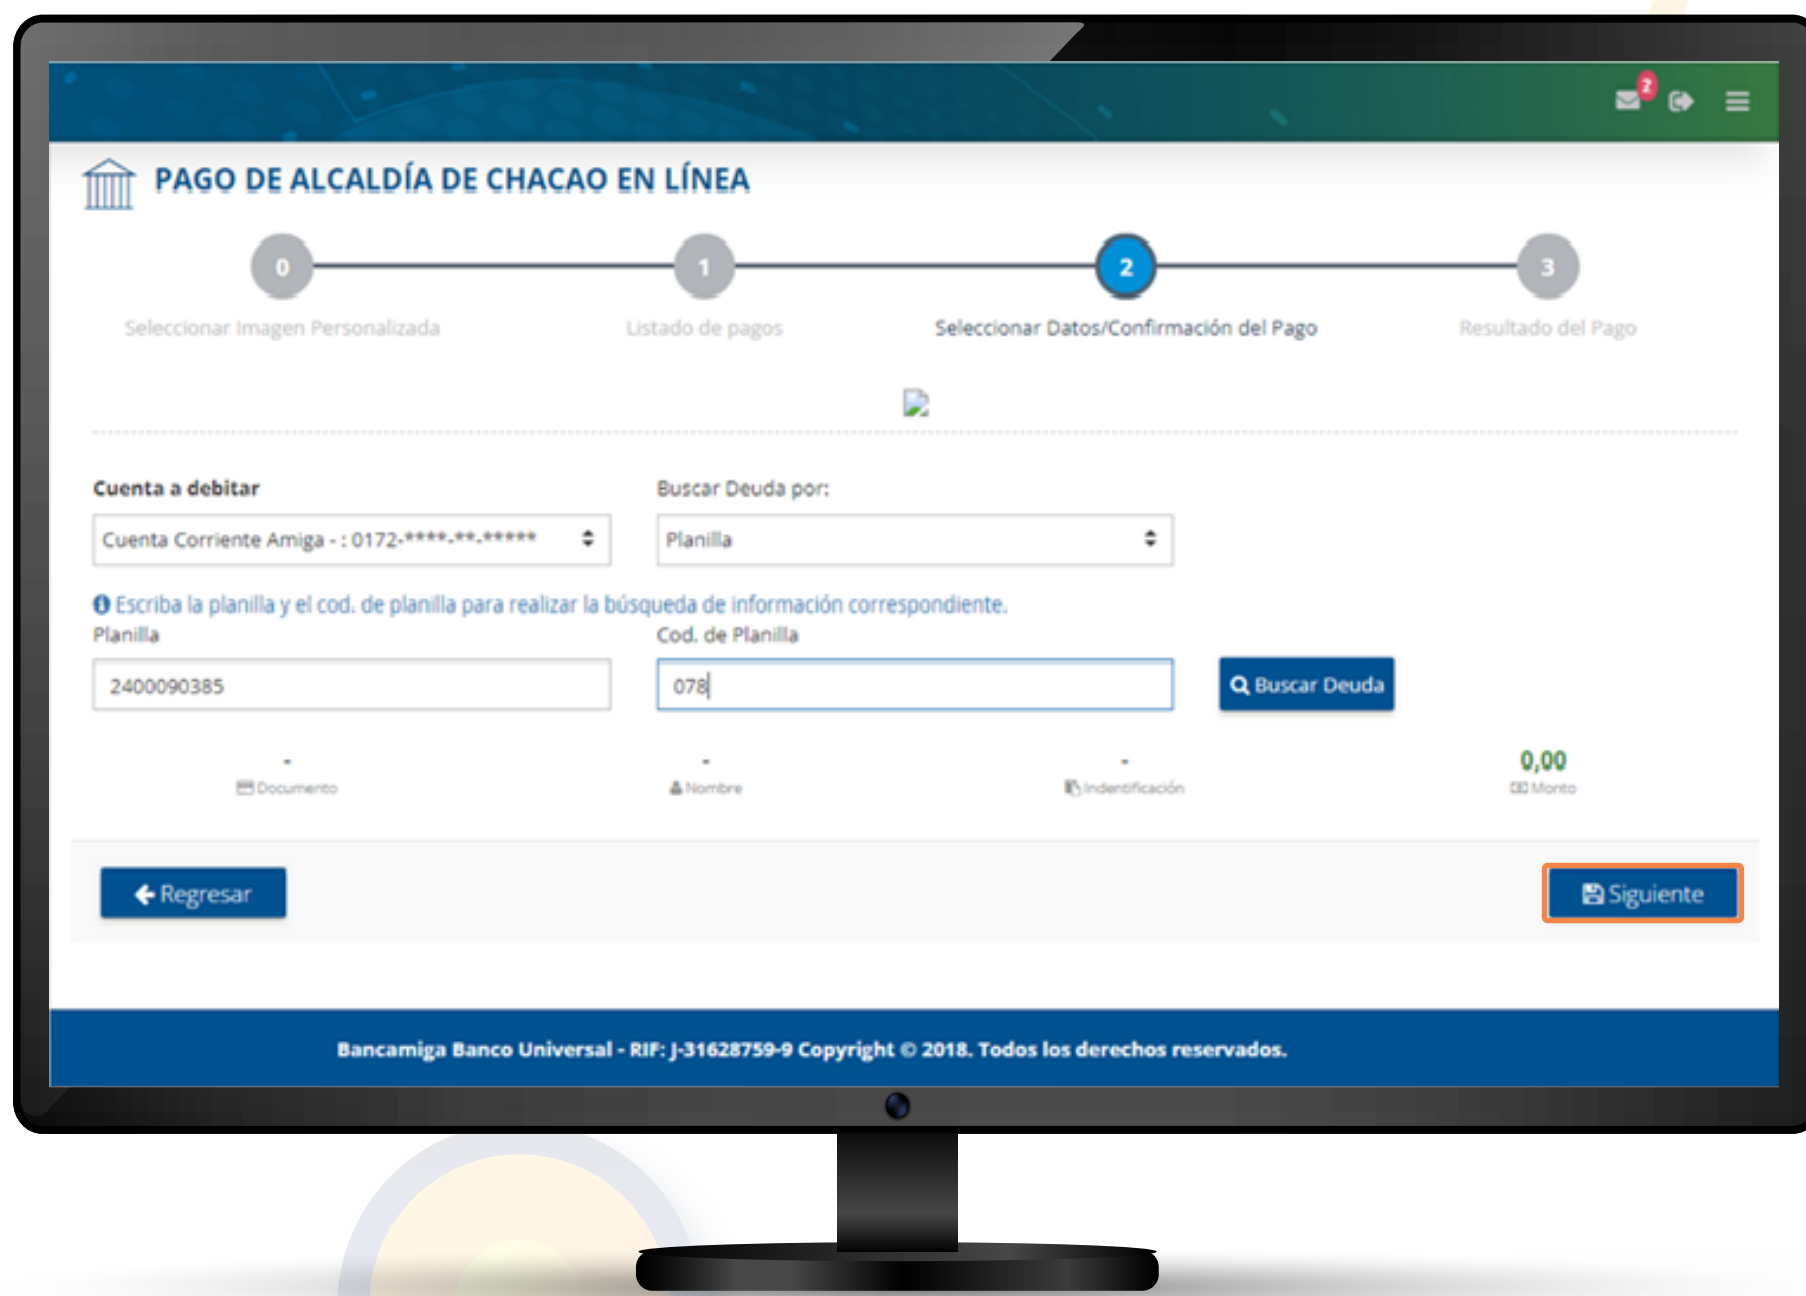 2
PAGO DE ALCALDÍA DE CHACAO EN LÍNEA
0 1 2 3
Seleccionar Imagen Personalizada Listado de pagos Seleccionar Datos/Confirmación del Pago Resultado del Pago
Cuenta a debitar Buscar Deuda por:
Cuenta Corriente Amiga - : 0172-****-**-***** Planilla
Escriba la planilla y el cod. de planilla para realizar la búsqueda de información correspondiente.
Planilla Cod. de Planilla
2400090385 078 Buscar Deuda
- - - 0,00
Documento Nombre Indentificación Monto
Regresar Siguiente
Bancamiga Banco Universal - RIF: J-31628759-9 Copyright © 2018. Todos los derechos reservados.